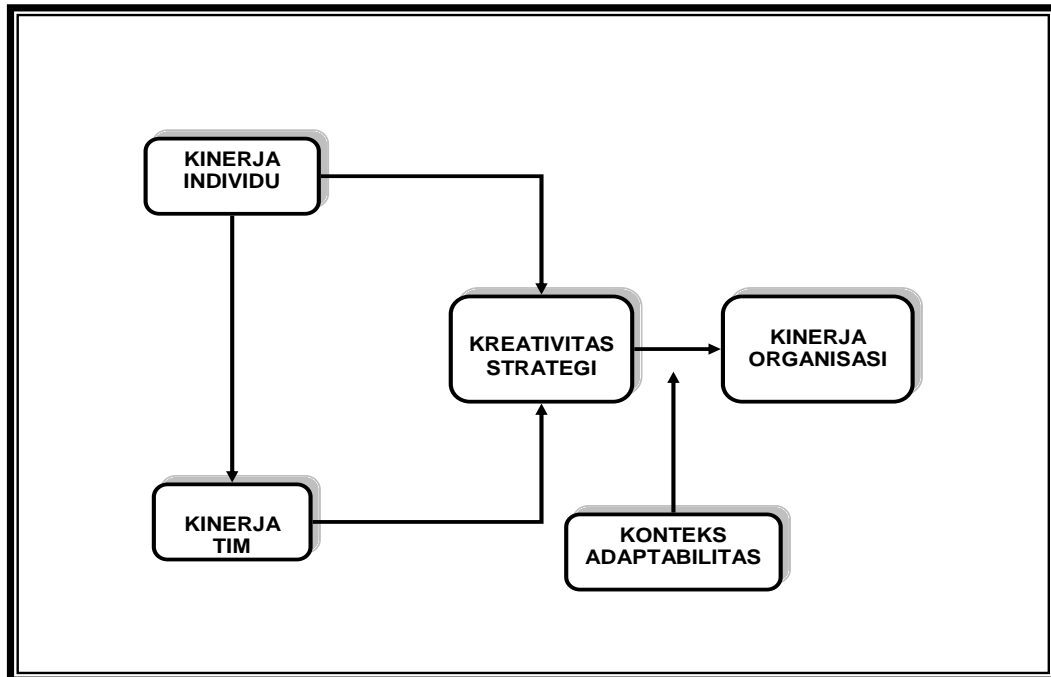 KINERJA
INDIVIDU
KREATIVITAS
STRATEGI
KINERJA
ORGANISASI
KINERJA
TIM
KONTEKS
ADAPTABILITAS